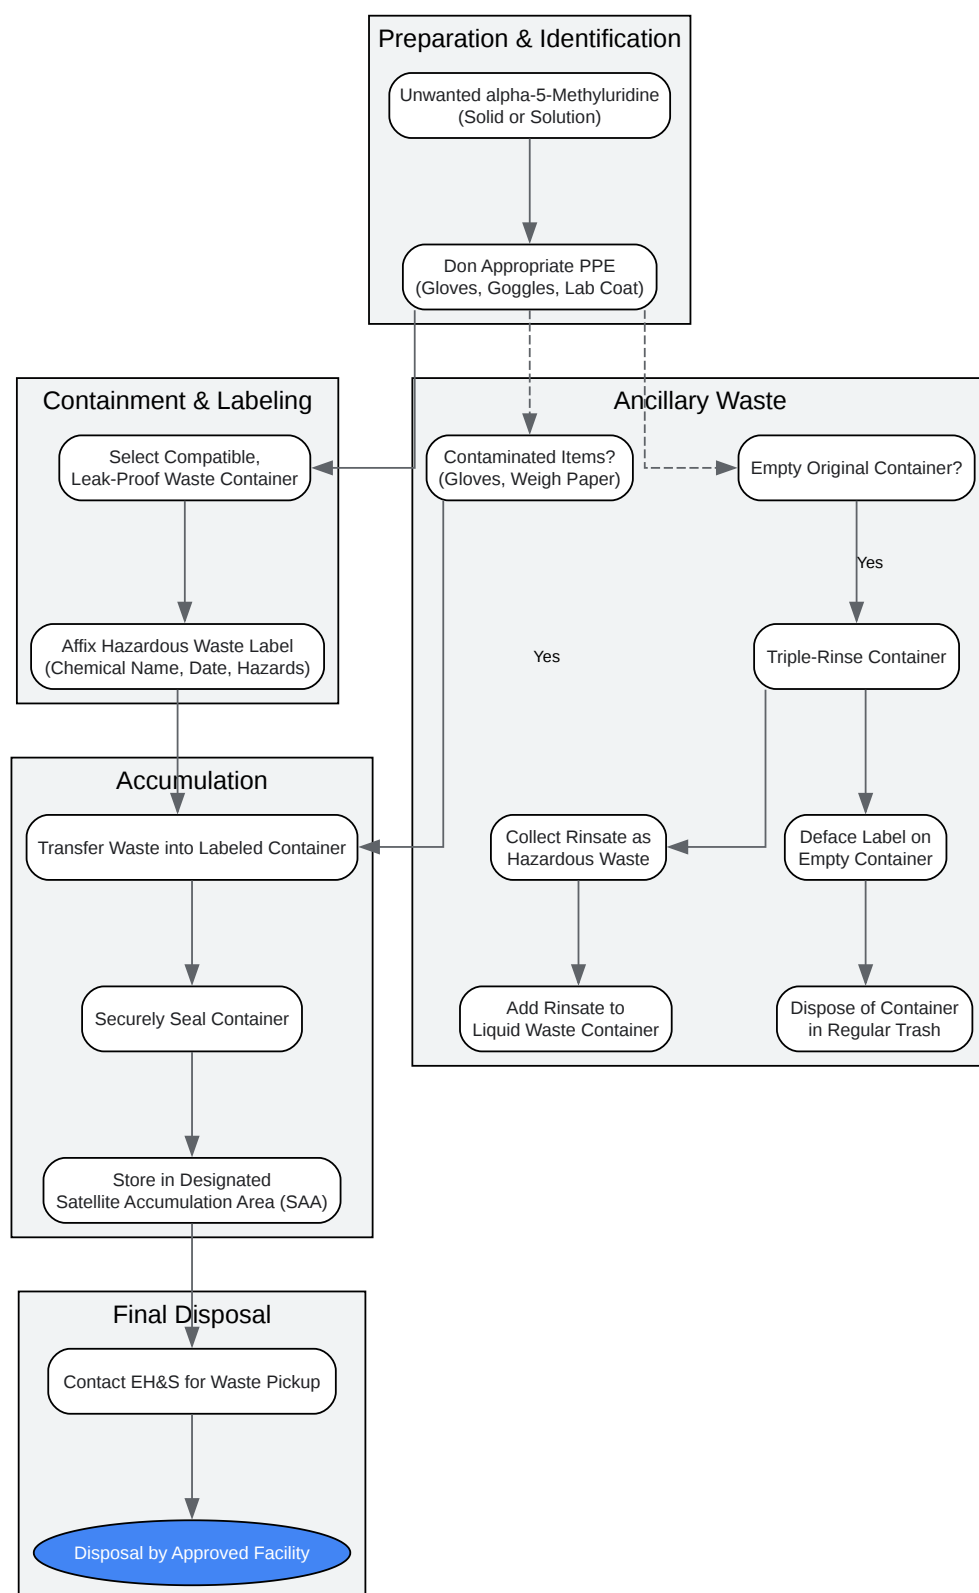 Preparation & Identification
Unwanted alpha-5-Methyluridine
(Solid or Solution)
Don Appropriate PPE
(Gloves, Goggles, Lab Coat)
Containment & Labeling
Select Compatible,
Leak-Proof Waste Container
Affix Hazardous Waste Label
(Chemical Name, Date, Hazards)
Ancillary Waste
Contaminated Items?
(Gloves, Weigh Paper)
Empty Original Container?
Yes
Yes
Triple-Rinse Container
Collect Rinsate as
Hazardous Waste
Deface Label on
Empty Container
Add Rinsate to
Liquid Waste Container
Dispose of Container
in Regular Trash
Accumulation
Transfer Waste into Labeled Container
Securely Seal Container
Store in Designated
Satellite Accumulation Area (SAA)
Final Disposal
Contact EH&S for Waste Pickup
Disposal by Approved Facility